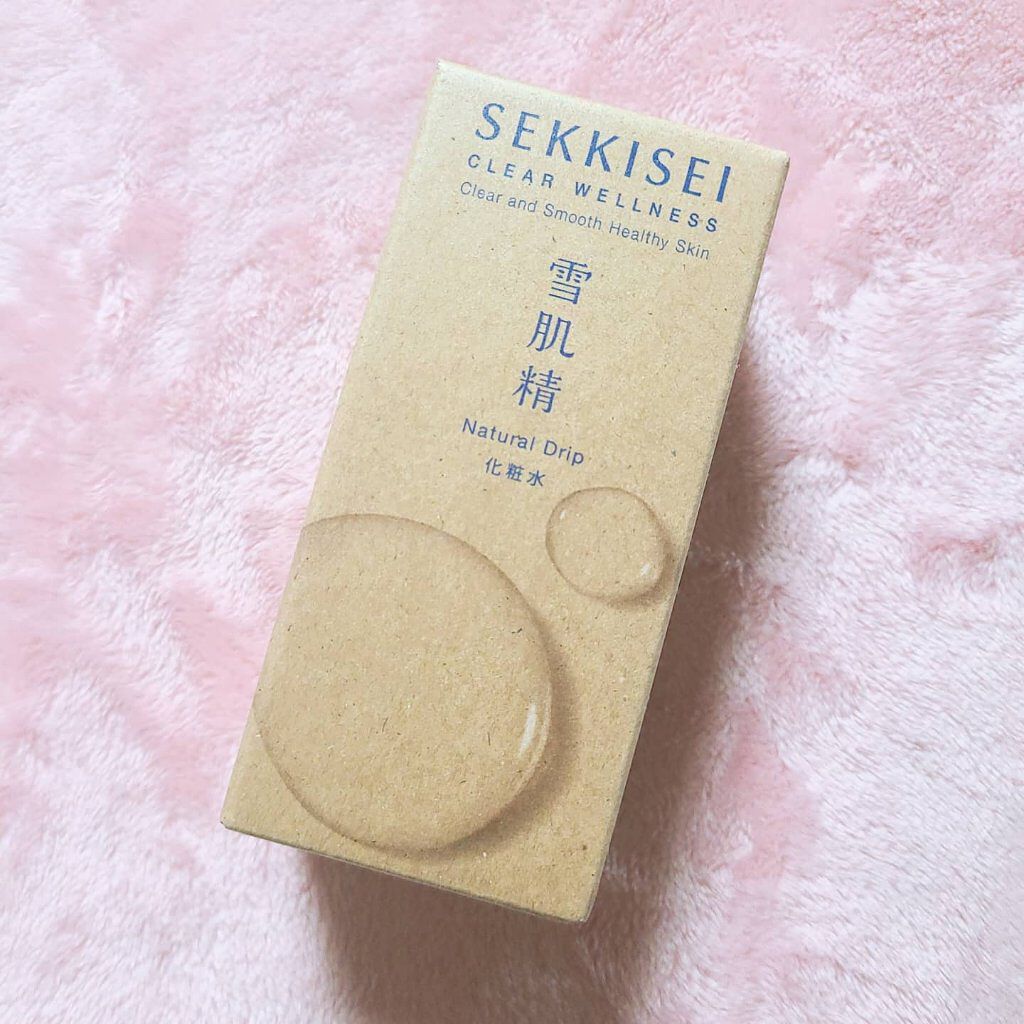 SEKKISEI
CLEAR WELLNESS
Clear and Smooth Healthy Skin
雪肌精
Natural Drip
化粧水